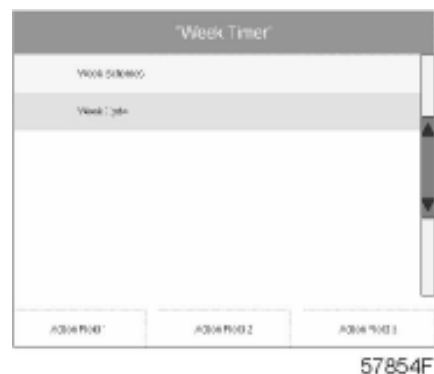 "Week Timer"
Week Schemes
Week Cycle
Action Field 1
Action Field 2
Action Field 3
57854F